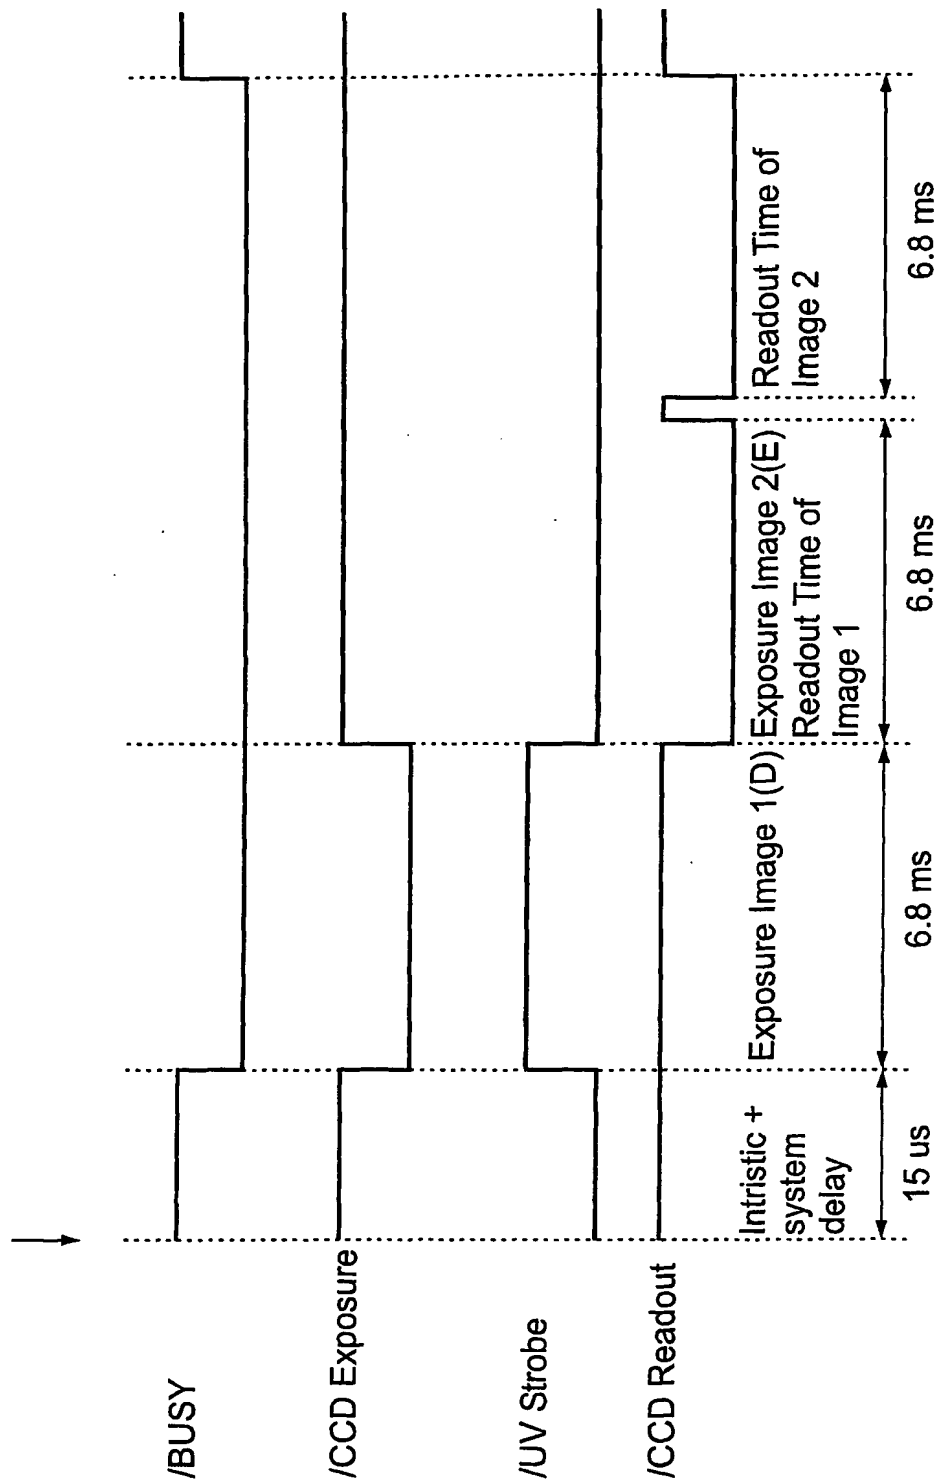 /BUSY
/CCD Exposure
/UV Strobe
/CCD Readout
Intristic +
system
delay
Exposure Image 1(D)
Exposure Image 2(E)
Readout Time of
Image 1
Readout Time of
Image 2
15 us
6.8 ms
6.8 ms
6.8 ms